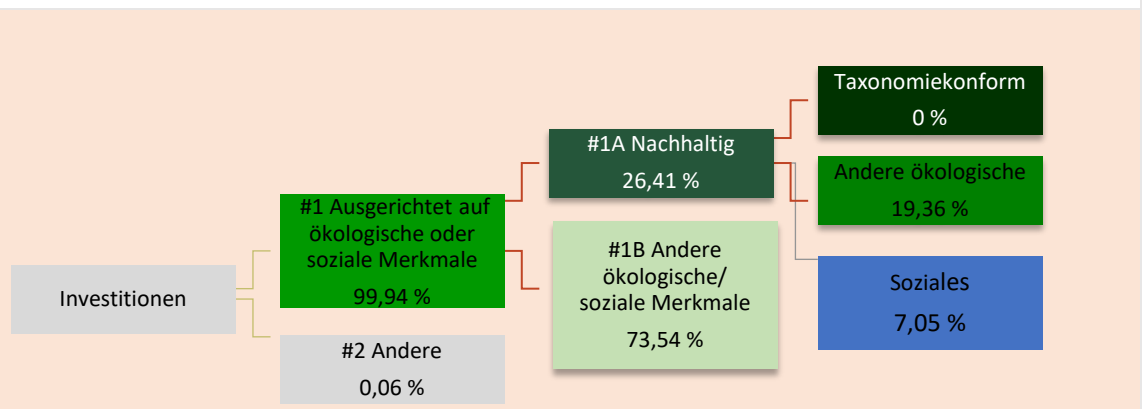 Investitionen
#1 Ausgerichtet auf
ökologische oder
soziale Merkmale
99,94 %
#2 Andere
0,06 %
#1A Nachhaltig
26,41 %
#1B Andere
ökologische/
soziale Merkmale
73,54 %
Taxonomiekonform
0 %
Andere ökologische
19,36 %
Soziales
7,05 %